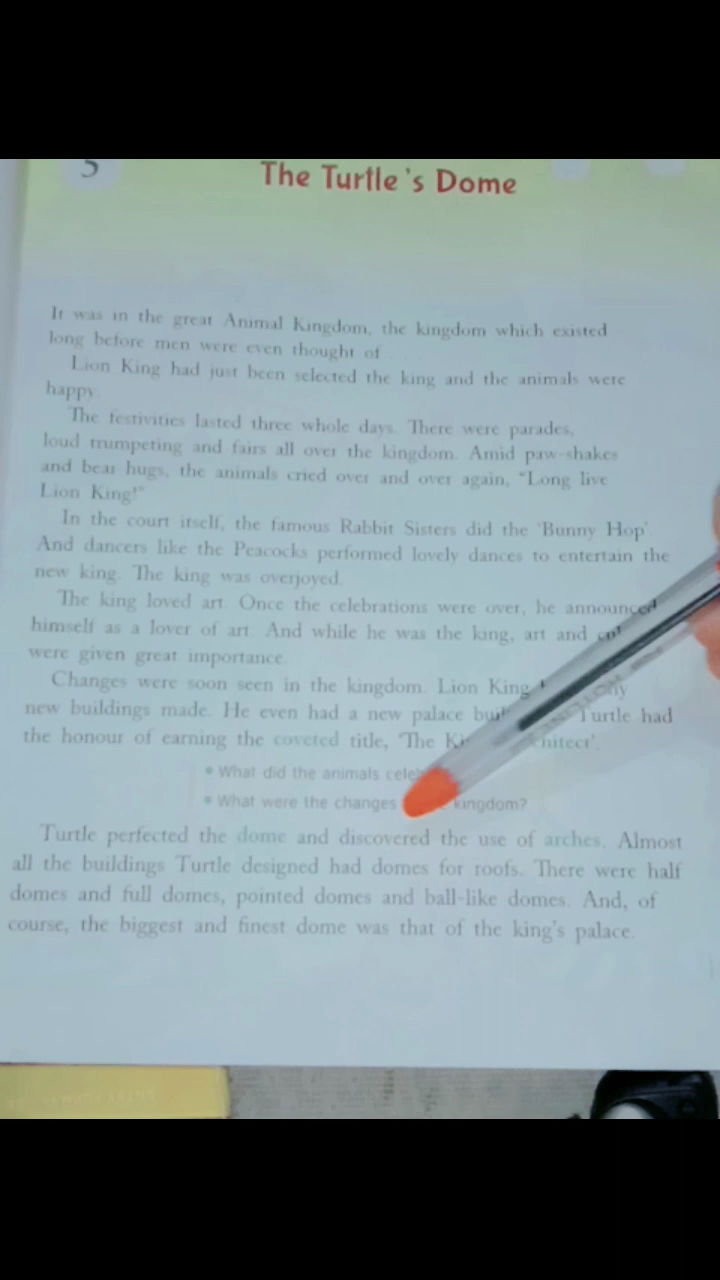 5
The Turtle's Dome
It was in the great Animal Kingdom, the kingdom which existed
long before men were even thought of
Lion King had just been selected the king and the animals were
happy.
The festivities lasted three whole days. There were parades,
loud trumpeting and fairs all over the kingdom. Amid paw-shakes
and bear hugs, the animals cried over and over again, "Long live
Lion King!"
In the court itself, the famous Rabbit Sisters did the 'Bunny Hop'.
And dancers like the Peacocks performed lovely dances to entertain the
new king. The king was overjoyed.
The king loved art. Once the celebrations were over, he announced
himself as a lover of art. And while he was the king, art and
were given great importance.
Changes were soon seen in the kingdom. Lion King
new buildings made. He even had a new palace Turtle had
the honour of earning the coveted title, 'The
• What did the animals
• What were the changes kingdom?
Turtle perfected the dome and discovered the use of arches. Almost
all the buildings Turtle designed had domes for roofs. There were half
domes and full domes, pointed domes and ball-like domes. And, of
course, the biggest and finest dome was that of the king's palace.